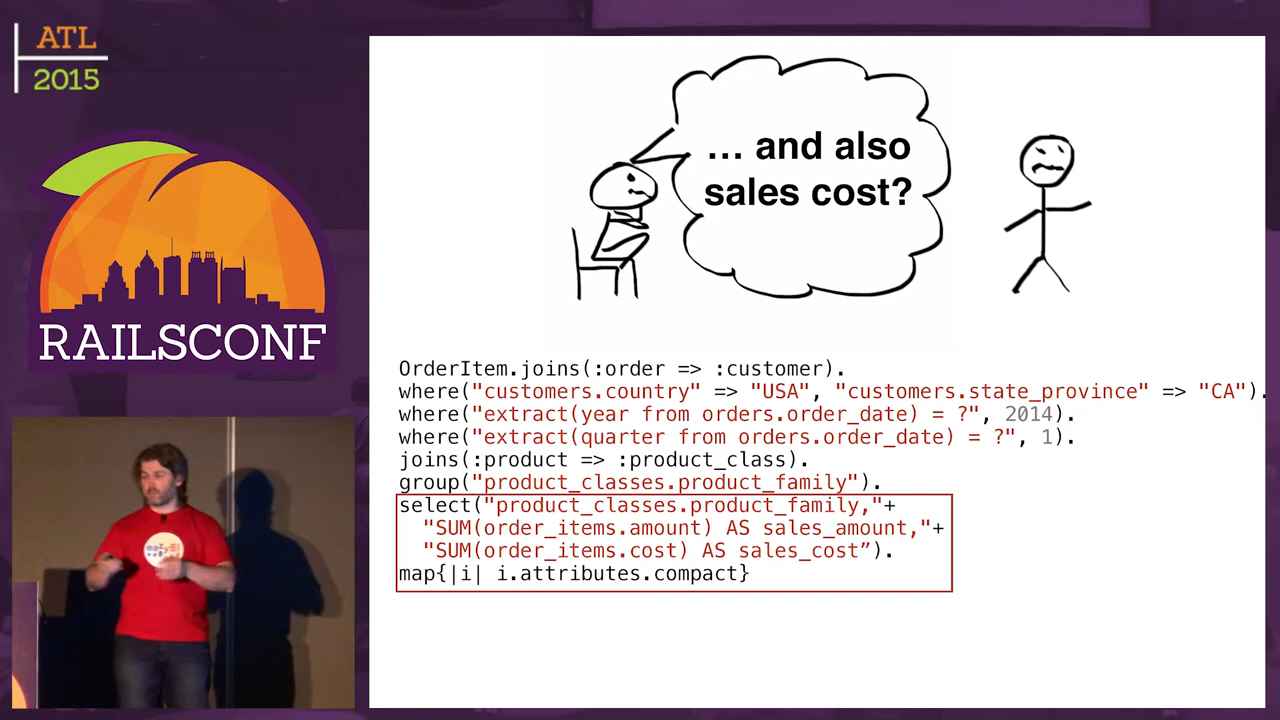 ATL
2015
RAILSCONF
… and also
sales cost?
OrderItem.joins(:order => :customer).
where("customers.country" => "USA", "customers.state_province" => "CA").
where("extract(year from orders.order_date) = ?", 2014).
where("extract(quarter from orders.order_date) = ?", 1).
joins(:product => :product_class).
group("product_classes.product_family").
select("product_classes.product_family,"+
"SUM(order_items.amount) AS sales_amount,"+
"SUM(order_items.cost) AS sales_cost”).
map{|i| i.attributes.compact}
eazyBI